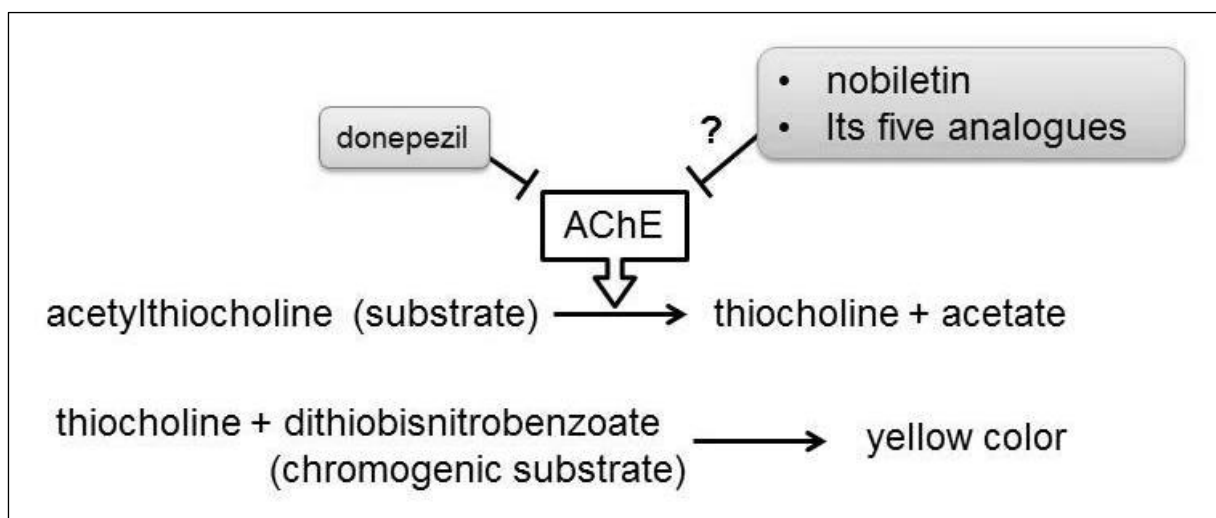 • nobiletin
• Its five analogues
?
donepezil
AChE
acetylthiocholine (substrate)
thiocholine + acetate
thiocholine + dithiobisnitrobenzoate
(chromogenic substrate)
yellow color